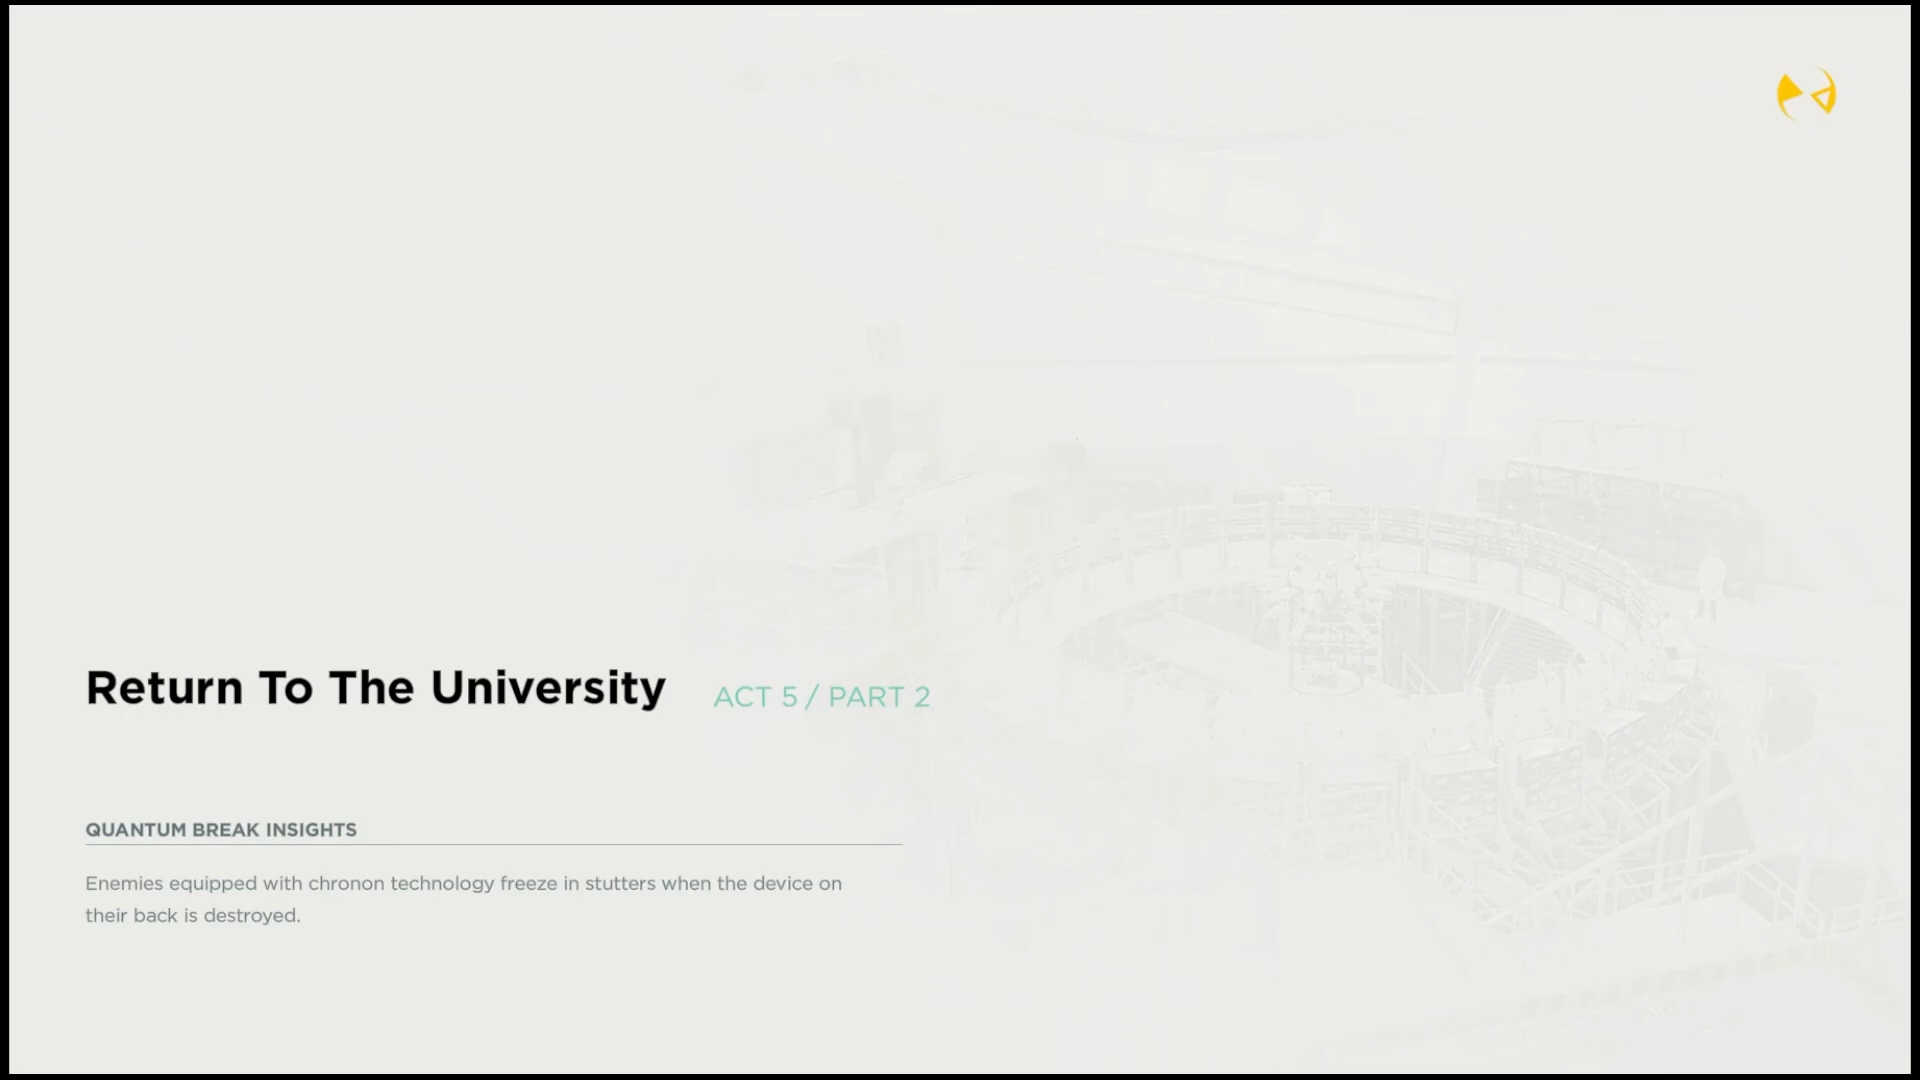 Return To The University ACT 5 / PART 2
QUANTUM BREAK INSIGHTS
Enemies equipped with chronon technology freeze in stutters when the device on
their back is destroyed.